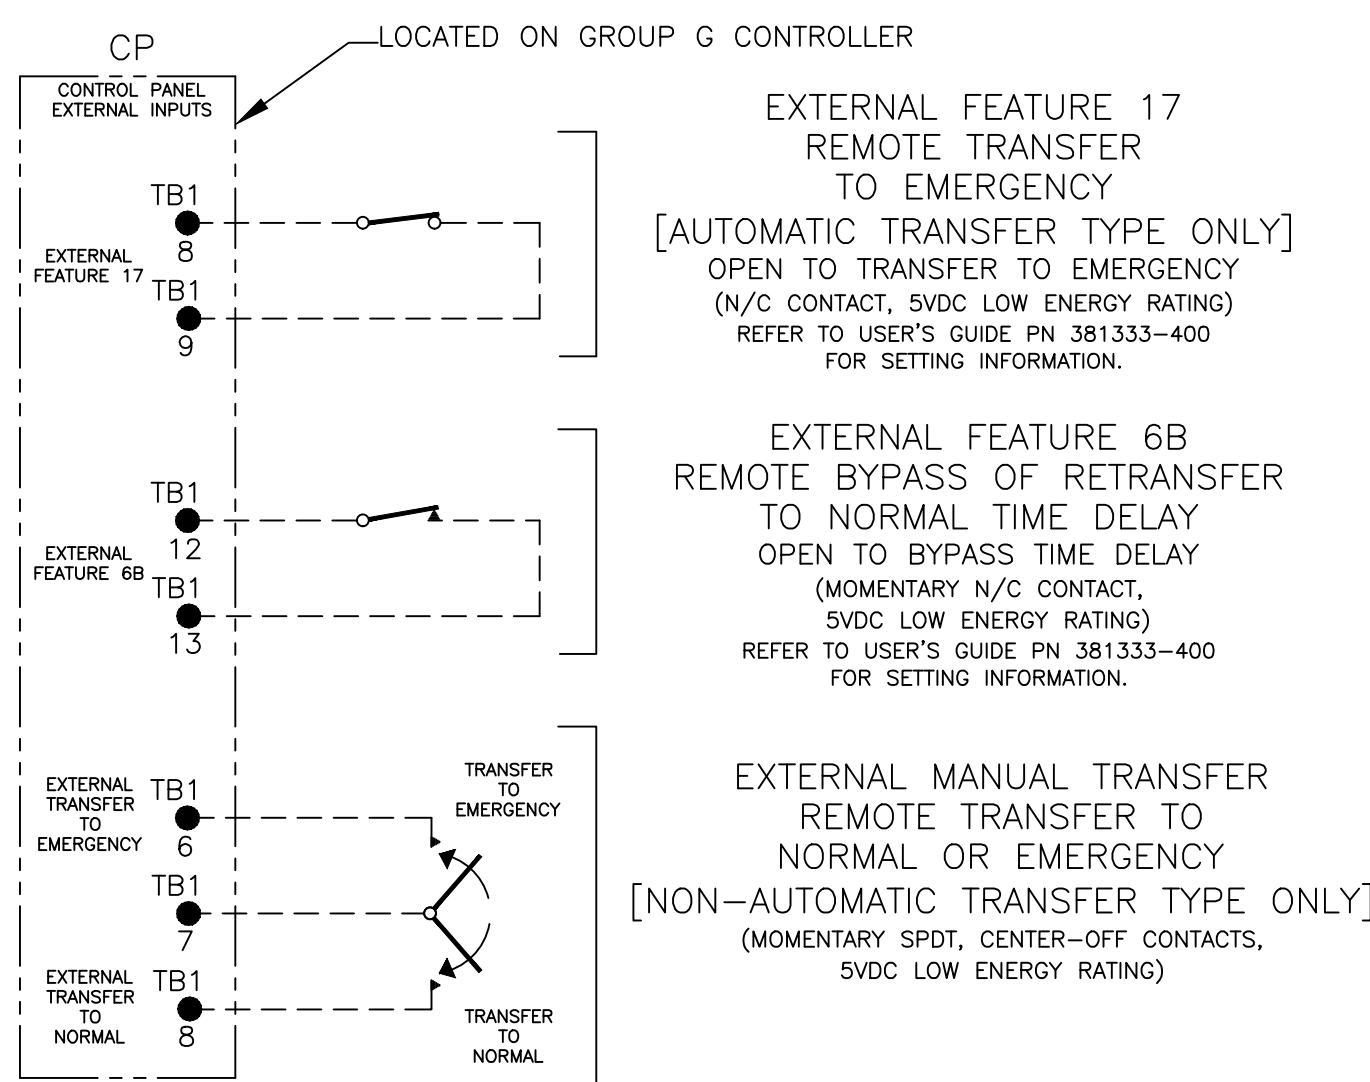 CP
LOCATED ON GROUP G CONTROLLER
CONTROL PANEL
EXTERNAL INPUTS
TB1
8
EXTERNAL
FEATURE 17
TB1
9
EXTERNAL FEATURE 17
REMOTE TRANSFER
TO EMERGENCY
[AUTOMATIC TRANSFER TYPE ONLY]
OPEN TO TRANSFER TO EMERGENCY
(N/C CONTACT, 5VDC LOW ENERGY RATING)
REFER TO USER'S GUIDE PN 381333-400
FOR SETTING INFORMATION.
TB1
12
EXTERNAL
FEATURE 6B
TB1
13
EXTERNAL FEATURE 6B
REMOTE BYPASS OF RETRANSFER
TO NORMAL TIME DELAY
OPEN TO BYPASS TIME DELAY
(MOMENTARY N/C CONTACT,
5VDC LOW ENERGY RATING)
REFER TO USER'S GUIDE PN 381333-400
FOR SETTING INFORMATION.
EXTERNAL
TRANSFER
TO
EMERGENCY
TB1
6
TB1
7
EXTERNAL
TRANSFER
TO
NORMAL
TB1
8
TRANSFER
TO
EMERGENCY
TRANSFER
TO
NORMAL
EXTERNAL MANUAL TRANSFER
REMOTE TRANSFER TO
NORMAL OR EMERGENCY
[NON-AUTOMATIC TRANSFER TYPE ONLY]
(MOMENTARY SPDT, CENTER-OFF CONTACTS,
5VDC LOW ENERGY RATING)